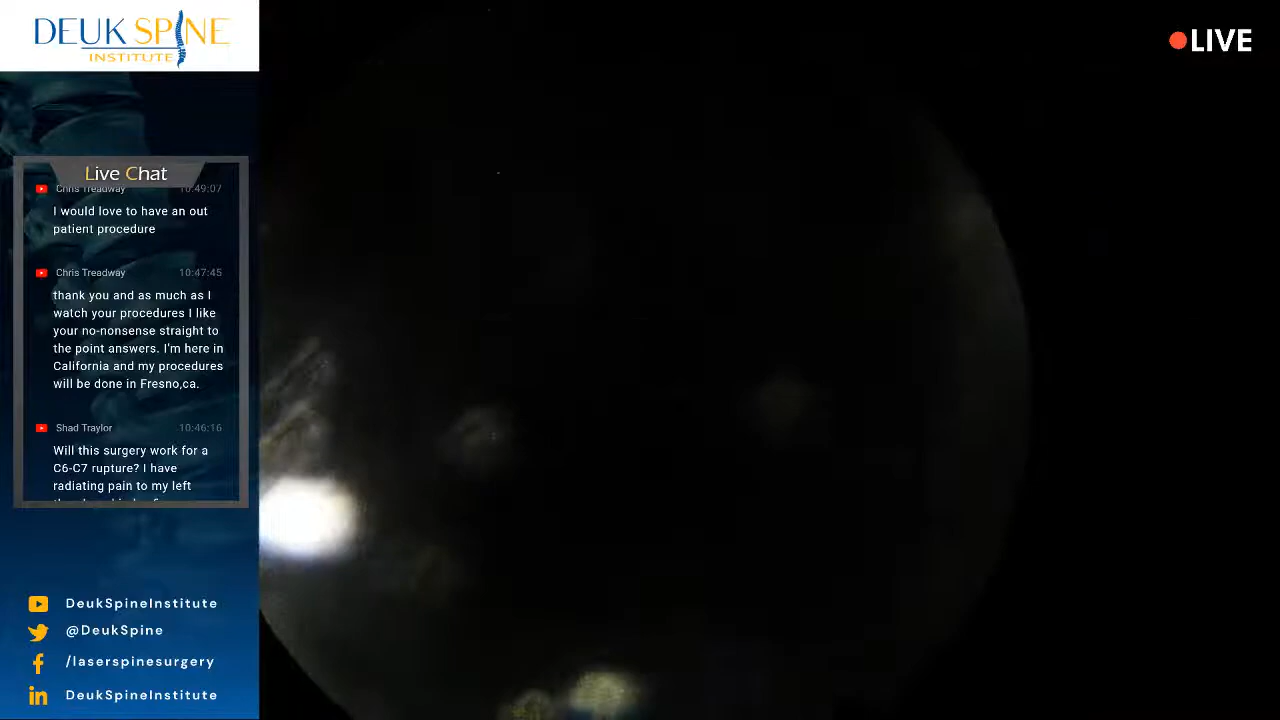 DEUK SPINE
INSTITUTE
LIVE
Live Chat
Chris Treadway 10:49:07
I would love to have an out
patient procedure
Chris Treadway 10:47:45
thank you and as much as I
watch your procedures I like
your no-nonsense straight to
the point answers. I'm here in
California and my procedures
will be done in Fresno,ca.
Shad Traylor 10:46:16
Will this surgery work for a
C6-C7 rupture? I have
radiating pain to my left
DeukSpineInstitute
@DeukSpine
/laserspinesurgery
DeukSpineInstitute